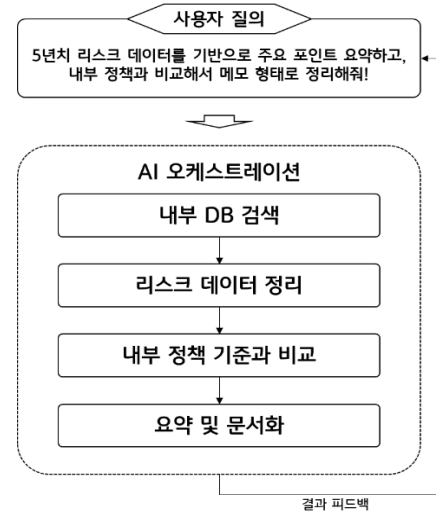 사용자 질의
5년치 리스크 데이터를 기반으로 주요 포인트 요약하고,
내부 정책과 비교해서 메모 형태로 정리해줘!
AI 오케스트레이션
내부 DB 검색
리스크 데이터 정리
내부 정책 기준과 비교
요약 및 문서화
결과 피드백